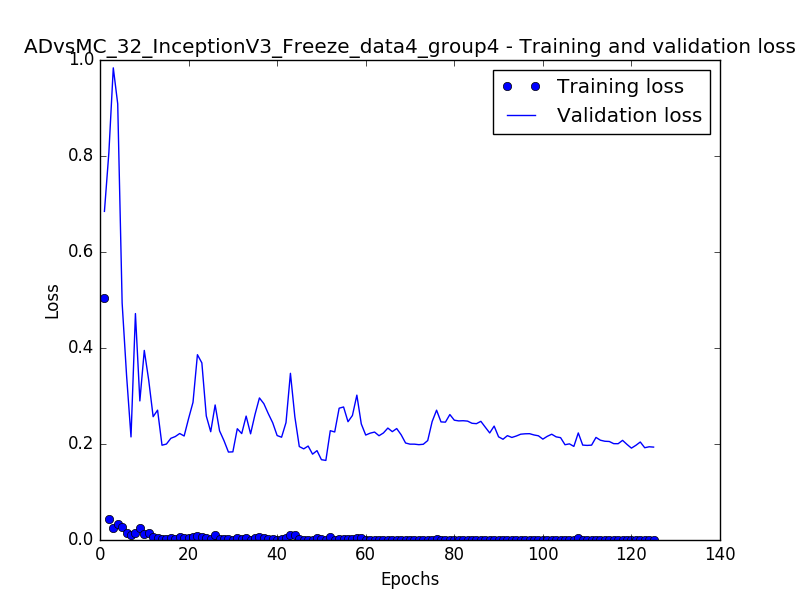 ADvsMC_32_InceptionV3_Freeze_data4_group4 - Training and validation loss
1.0
Training loss
Validation loss
0.8
0.6
Loss
0.4
0.2
0.0
0 20 40 60 80 100 120 140
Epochs